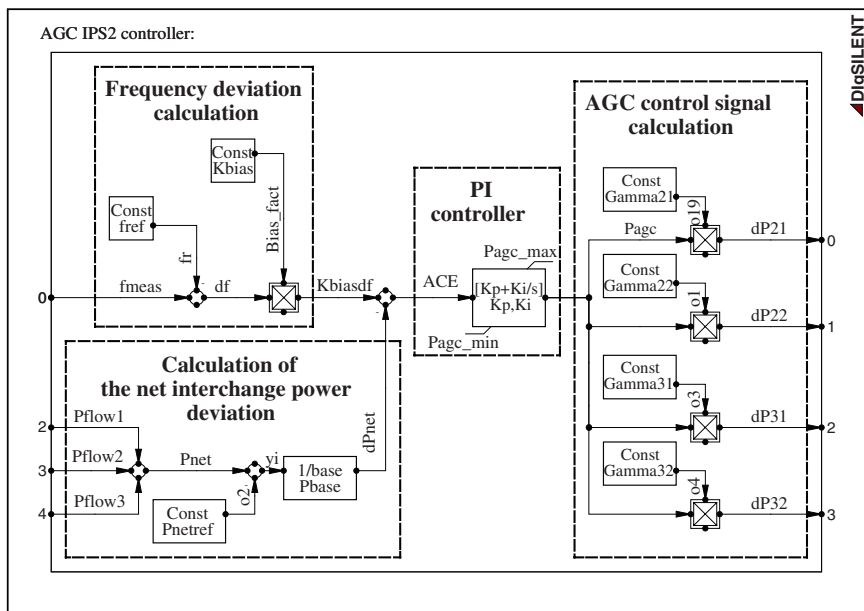 AGC IPS2 controller:
DIgSILENT
Frequency deviation
calculation
Const
Kbias
Const
fref
fr
Bias_fact
0
fmeas
-
df
Kbiasdf
-
PI
controller
Pagc_max
ACE
[Kp+Ki/s]
Kp,Ki
Pagc_min
Calculation of
the net interchange power
deviation
2
Pflow1
3
Pflow2
4
Pflow3
Pnet
yi
o2
-
Const
Pnetref
1/base
Pbase
dPnet
AGC control signal
calculation
Const
Gamma21
o19
Pagc
dP21
0
Const
Gamma22
o1
dP22
1
Const
Gamma31
o3
dP31
2
Const
Gamma32
o4
dP32
3